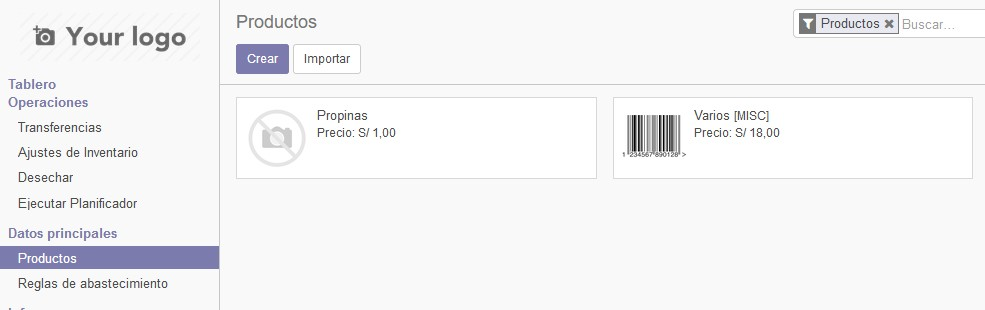 Your logo
Tablero
Operaciones
Transferencias
Ajustes de Inventario
Desechar
Ejecutar Planificador
Datos principales
Productos
Reglas de abastecimiento
Productos
Productos × Buscar...
Crear Importar
Propinas
Precio: S/ 1,00
Varios [MISC]
Precio: S/ 18,00
1 234567 890128 >